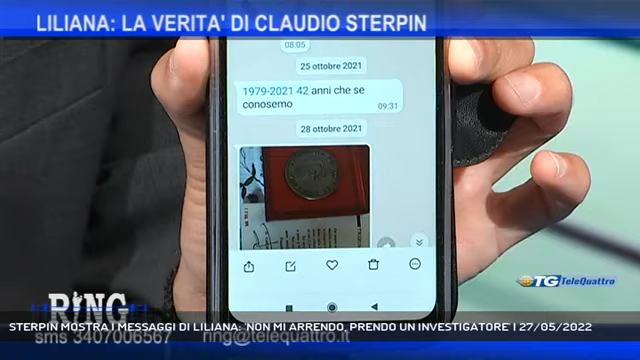 LILIANA: LA VERITA' DI CLAUDIO STERPIN
08:05
25 ottobre 2021
1979-2021 42 anni che se
conosemo
09:31
28 ottobre 2021
TG TeleQuattro
RING
STERPIN MOSTRA I MESSAGGI DI LILIANA: 'NON MI ARRENDO, PRENDO UN INVESTIGATORE' | 27/05/2022
sms 3407006567 ring@telequattro.it